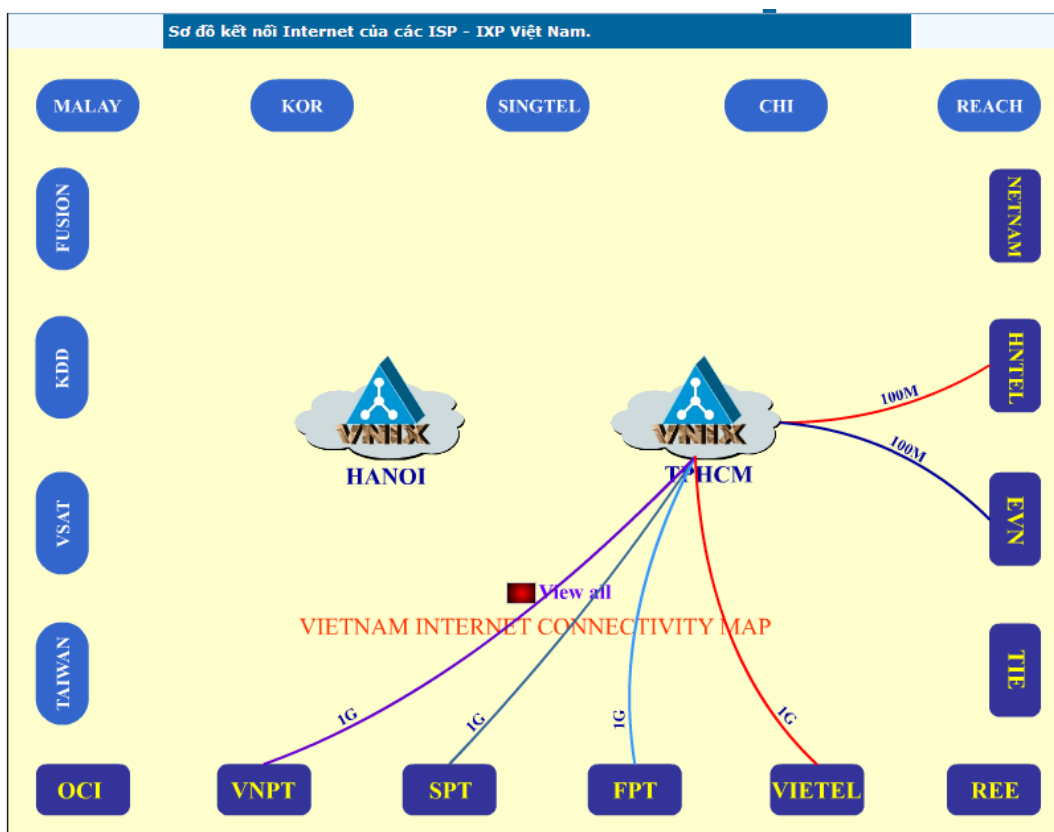 Sơ đồ kết nối Internet của các ISP - IXP Việt Nam.
MALAY
KOR
SINGTEL
CHI
REACH
FUSION
NETNAM
KDD
HNTEL
100M
VNIX
VNIX
100M
HANOI
TPHCM
VSAT
EVN
View all
VIETNAM INTERNET CONNECTIVITY MAP
TAIWAN
TIE
1G
1G
1G
1G
OCI
VNPT
SPT
FPT
VIETEL
REE